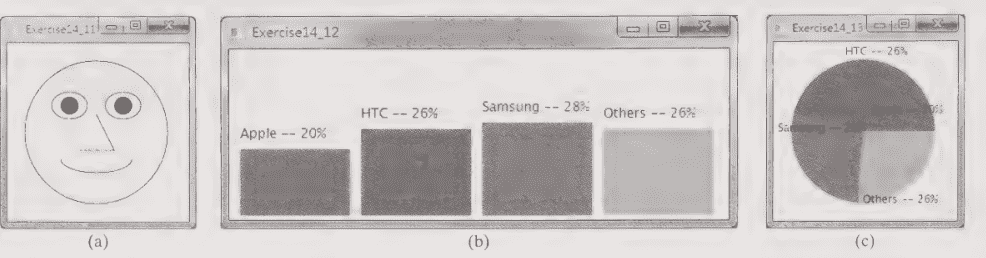 Exercise14_11
Exercise14_12
Apple -- 20%
HTC -- 26%
Samsung -- 28%
Others -- 26%
Exercise14_13
HTC -- 26%
Others -- 26%
(a)
(b)
(c)